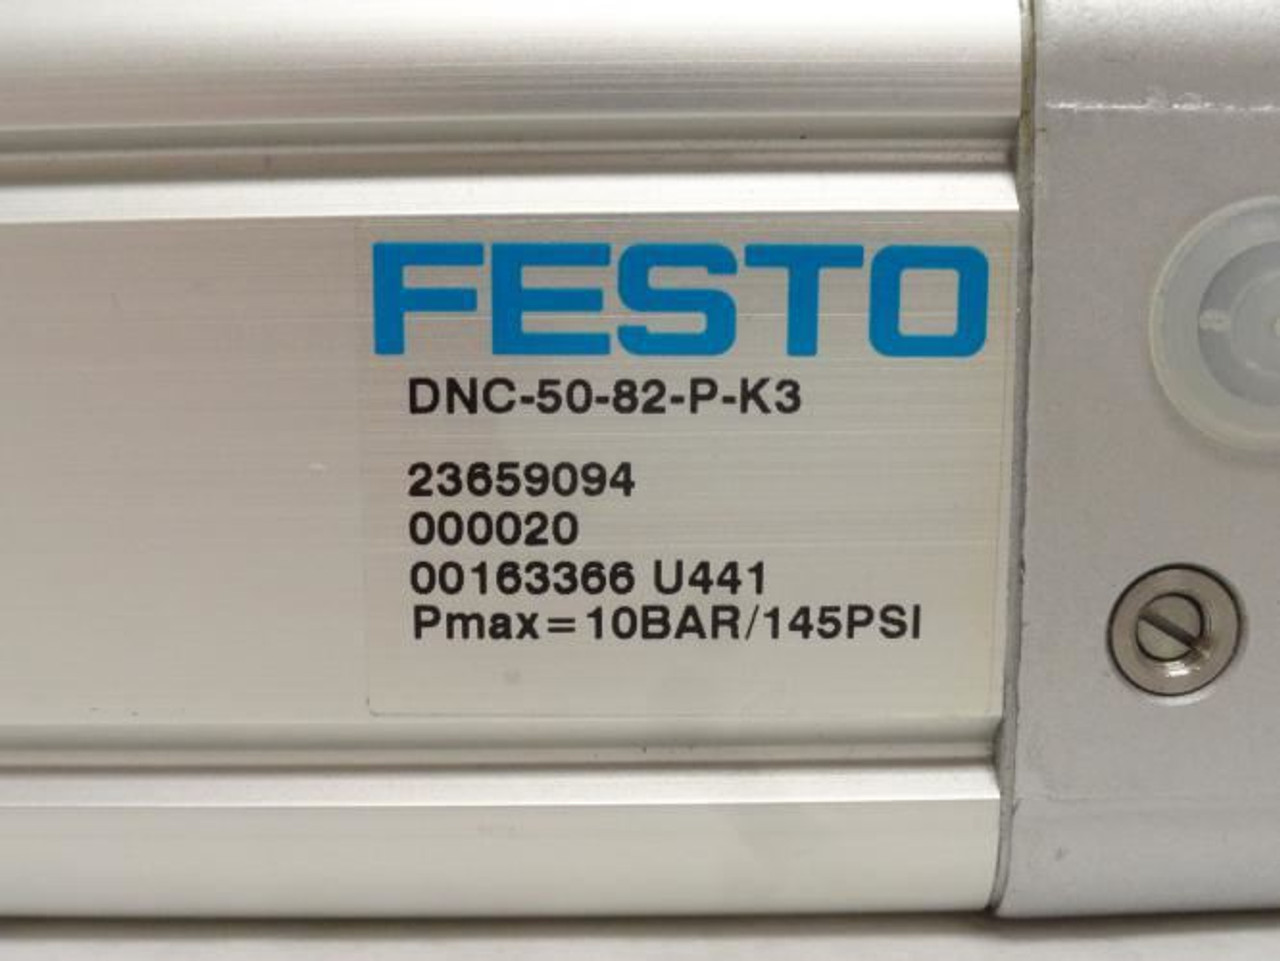 FESTO
DNC-50-82-P-K3
23659094
000020
00163366 U441
Pmax=10BAR/145PSI